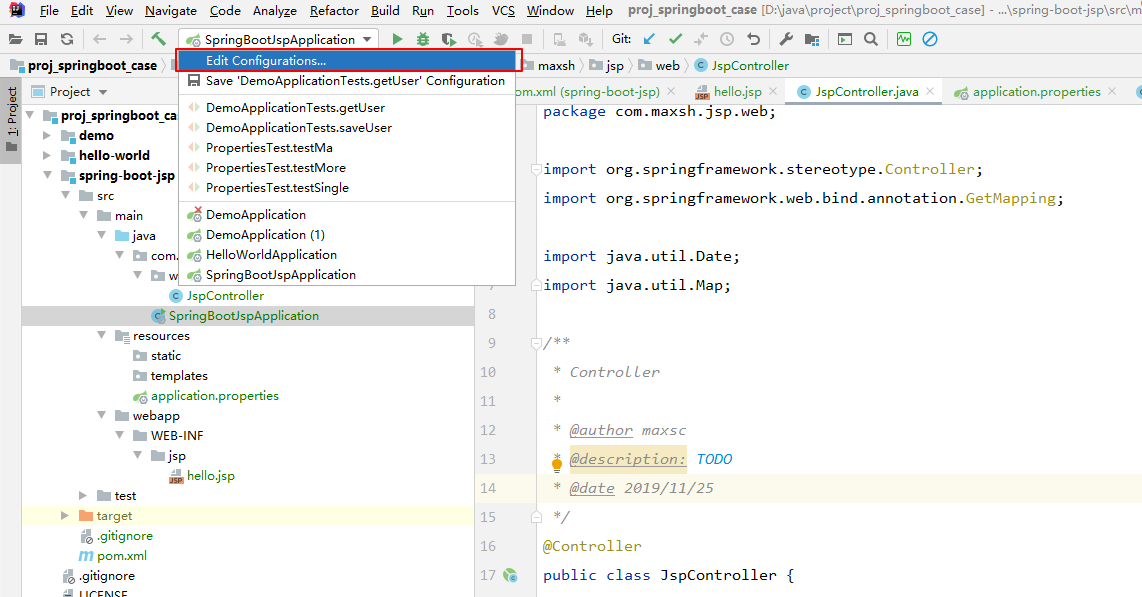 File Edit View Navigate Code Analyze Refactor Build Run Tools VCS Window Help proj_springboot_case [D:\java\project\proj_springboot_case] - ...\spring-boot-jsp\src\m
SpringBootJspApplication Git:
proj_springboot_case maxsh jsp web JspController
Edit Configurations...
Save 'DemoApplicationTests.getUser' Configuration
DemoApplicationTests.getUser
DemoApplicationTests.saveUser
PropertiesTest.testMa
PropertiesTest.testMore
PropertiesTest.testSingle
DemoApplication
DemoApplication (1)
HelloWorldApplication
SpringBootJspApplication
1: Project
Project
proj_springboot_ca
demo
hello-world
spring-boot-jsp
src
main
java
com.
w
JspController
SpringBootJspApplication
resources
static
templates
application.properties
webapp
WEB-INF
jsp
hello.jsp
test
target
.gitignore
pom.xml
.gitignore
LICENSE
om.xml (spring-boot-jsp) hello.jsp JspController.java application.properties
package com.maxsh.jsp.web;
import org.springframework.stereotype.Controller;
import org.springframework.web.bind.annotation.GetMapping;
import java.util.Date;
7 import java.util.Map;
8
9 /**
10 * Controller
11 *
12 * @author maxsc
13 * @description: TODO
14 * @date 2019/11/25
15 */
16 @Controller
17 public class JspController {